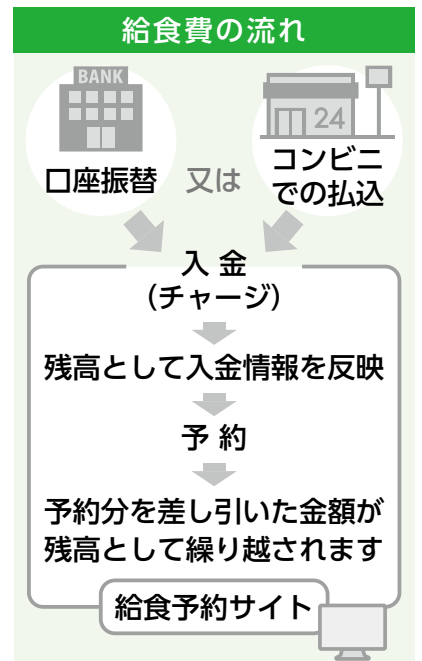 給食費の流れ
BANK
24
口座振替
又は
コンビニ
での払込
入金
(チャージ)
残高として入金情報を反映
予約
予約分を差し引いた金額が
残高として繰り越されます
給食予約サイト